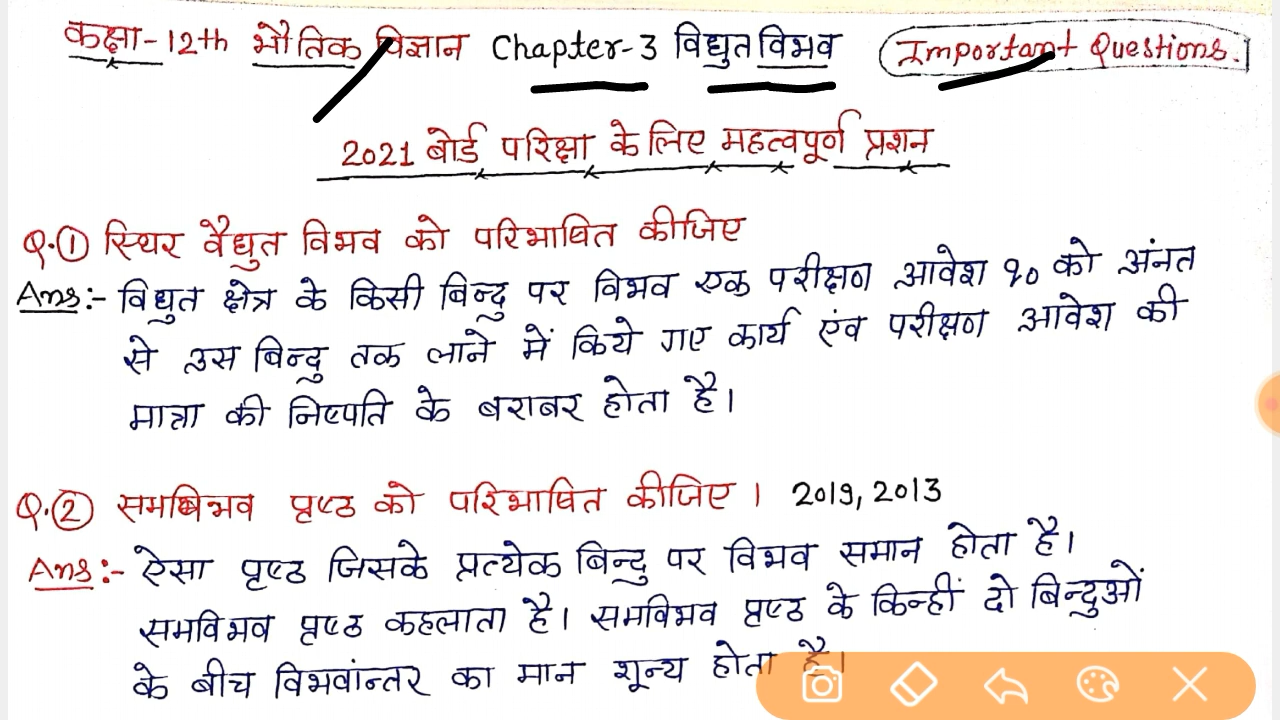 कक्षा-12th भौतिक विज्ञान Chapter-3 विद्युत विभव Important Questions.
2021 बोर्ड परिक्षा के लिए महत्वपूर्ण प्रशन
Q.① स्थिर वैद्युत विभव को परिभाषित कीजिए
Ans:- विद्युत क्षेत्र के किसी बिन्दु पर विभव एक परीक्षण आवेश q० को अंनत
से उस बिन्दु तक लाने में किये गए कार्य एंव परीक्षण आवेश की
मात्रा की निष्पति के बराबर होता है।
Q.② समविभव पृष्ठ को परिभाषित कीजिए। 2019, 2013
Ans:- ऐसा पृष्ठ जिसके प्रत्येक बिन्दु पर विभव समान होता है।
समविभव पृष्ठ कहलाता है। समविभव पृष्ठ के किन्हीं दो बिन्दुओं
के बीच विभवांन्तर का मान शून्य होता है।